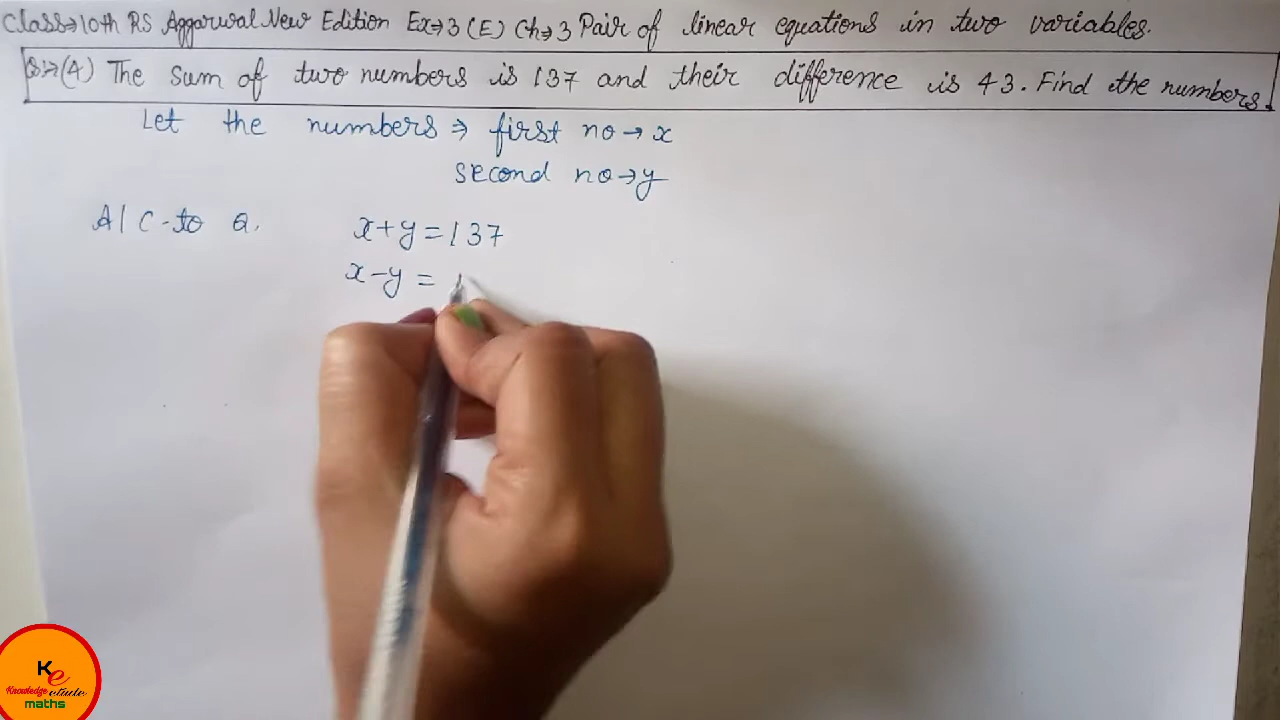 Class→10th RS Aggarwal New Edition Ex→3(E) Ch→3 Pair of linear equations in two variables.
Q:→(4) The sum of two numbers is 137 and their difference is 43. Find the numbers.
Let the numbers ⇒ first no → x
second no → y
A/C-to Q.
x+y=137
x-y=
Ke
Knowledge
maths